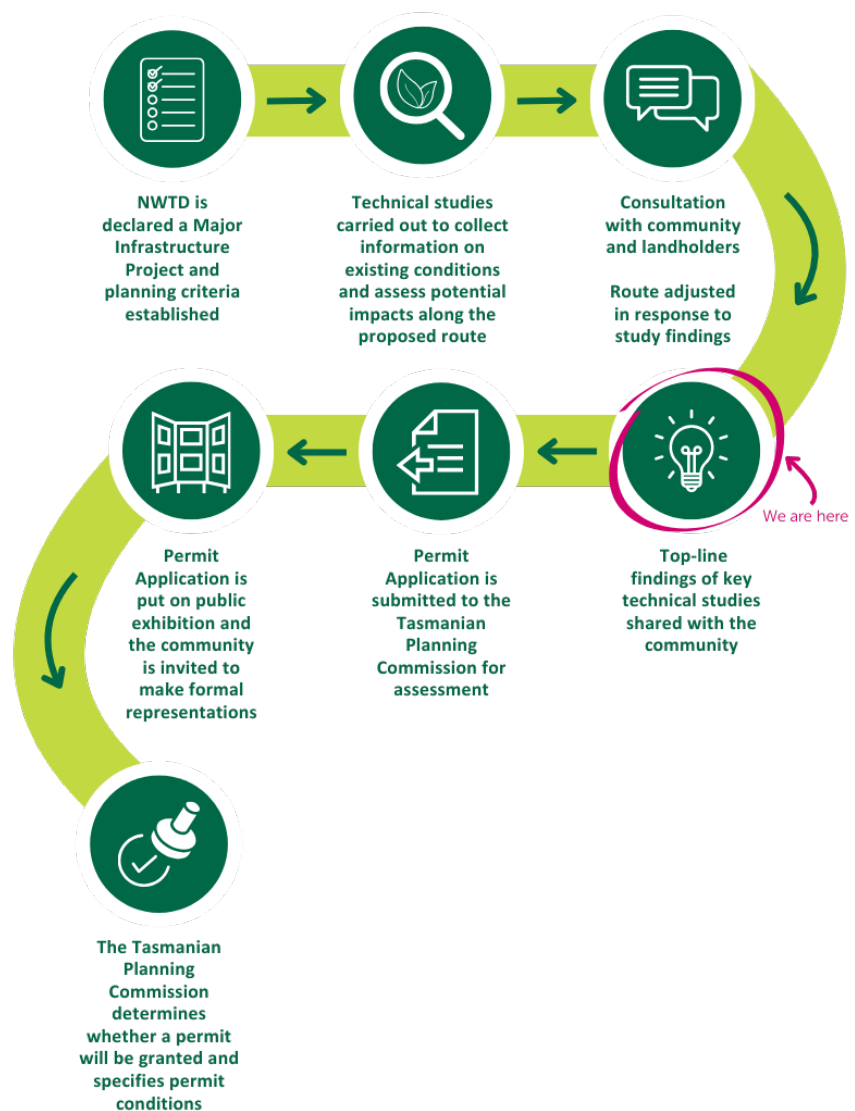 NWTD is
declared a Major
Infrastructure
Project and
planning criteria
established
Technical studies
carried out to collect
information on
existing conditions
and assess potential
impacts along the
proposed route
Consultation
with community
and landholders
Route adjusted
in response to
study findings
We are here
Top-line
findings of key
technical studies
shared with the
community
Permit
Application is
submitted to the
Tasmanian
Planning
Commission for
assessment
Permit
Application is
put on public
exhibition and
the community
is invited to
make formal
representations
The Tasmanian
Planning
Commission
determines
whether a permit
will be granted and
specifies permit
conditions